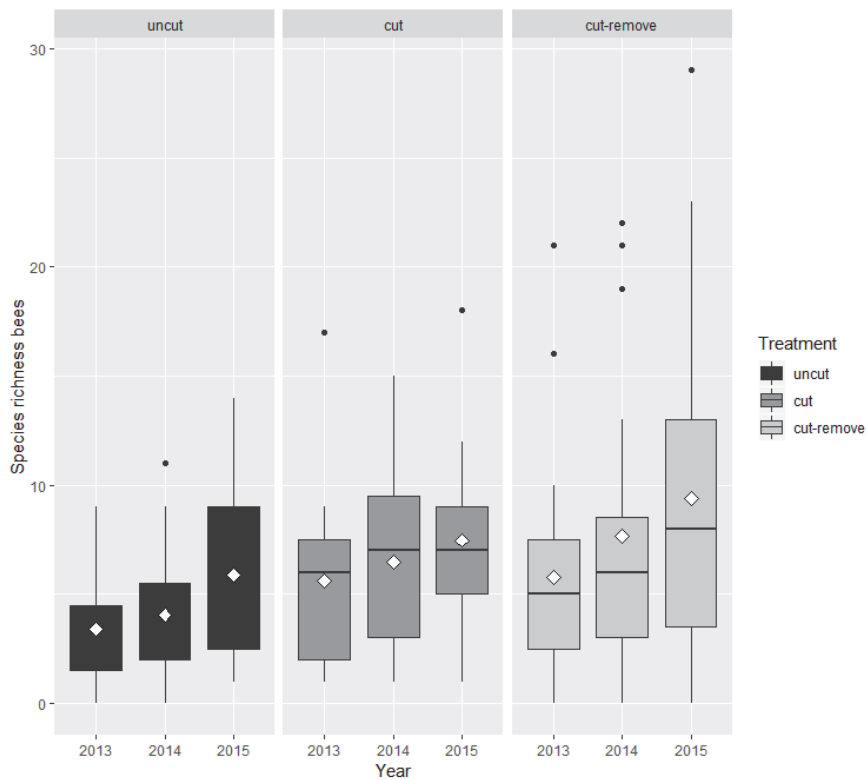 uncut cut cut-remove
30
20
10
0
Species richness bees
2013 2014 2015 2013 2014 2015 2013 2014 2015
Year
Treatment
uncut
cut
cut-remove